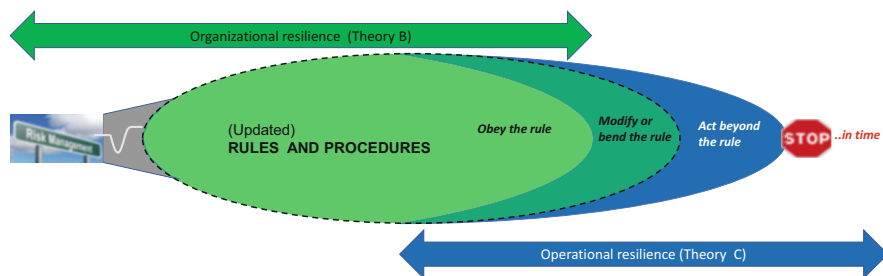 Organizational resilience (Theory B)
Risk Management
(Updated)
RULES AND PROCEDURES
Obey the rule
Modify or
bend the rule
Act beyond
the rule
STOP
..in time
Operational resilience (Theory C)